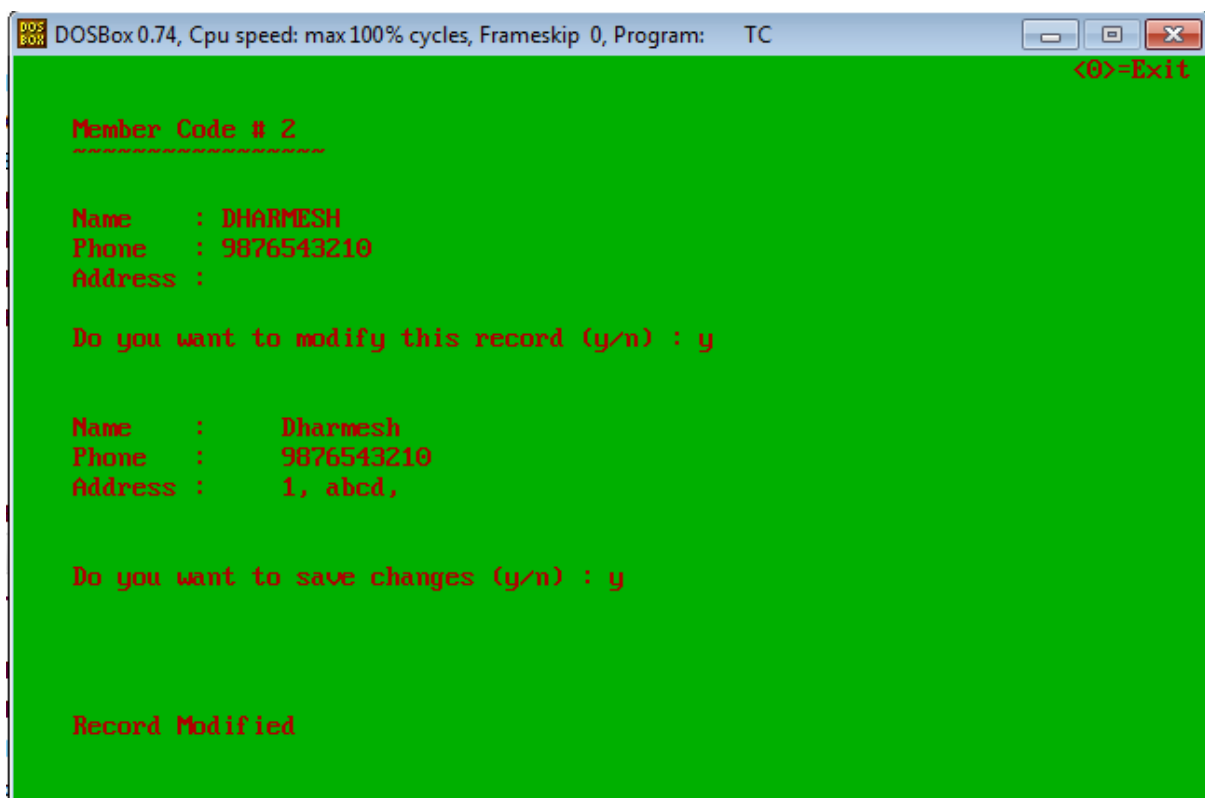 DOS BOX DOSBox 0.74, Cpu speed: max 100% cycles, Frameskip 0, Program: TC
<0>=Exit
Member Code # 2
~~~~~~~~~~~~~~~~~
Name : DHARMESH
Phone : 9876543210
Address :
Do you want to modify this record (y/n) : y
Name : Dharmesh
Phone : 9876543210
Address : 1, abcd,
Do you want to save changes (y/n) : y
Record Modified